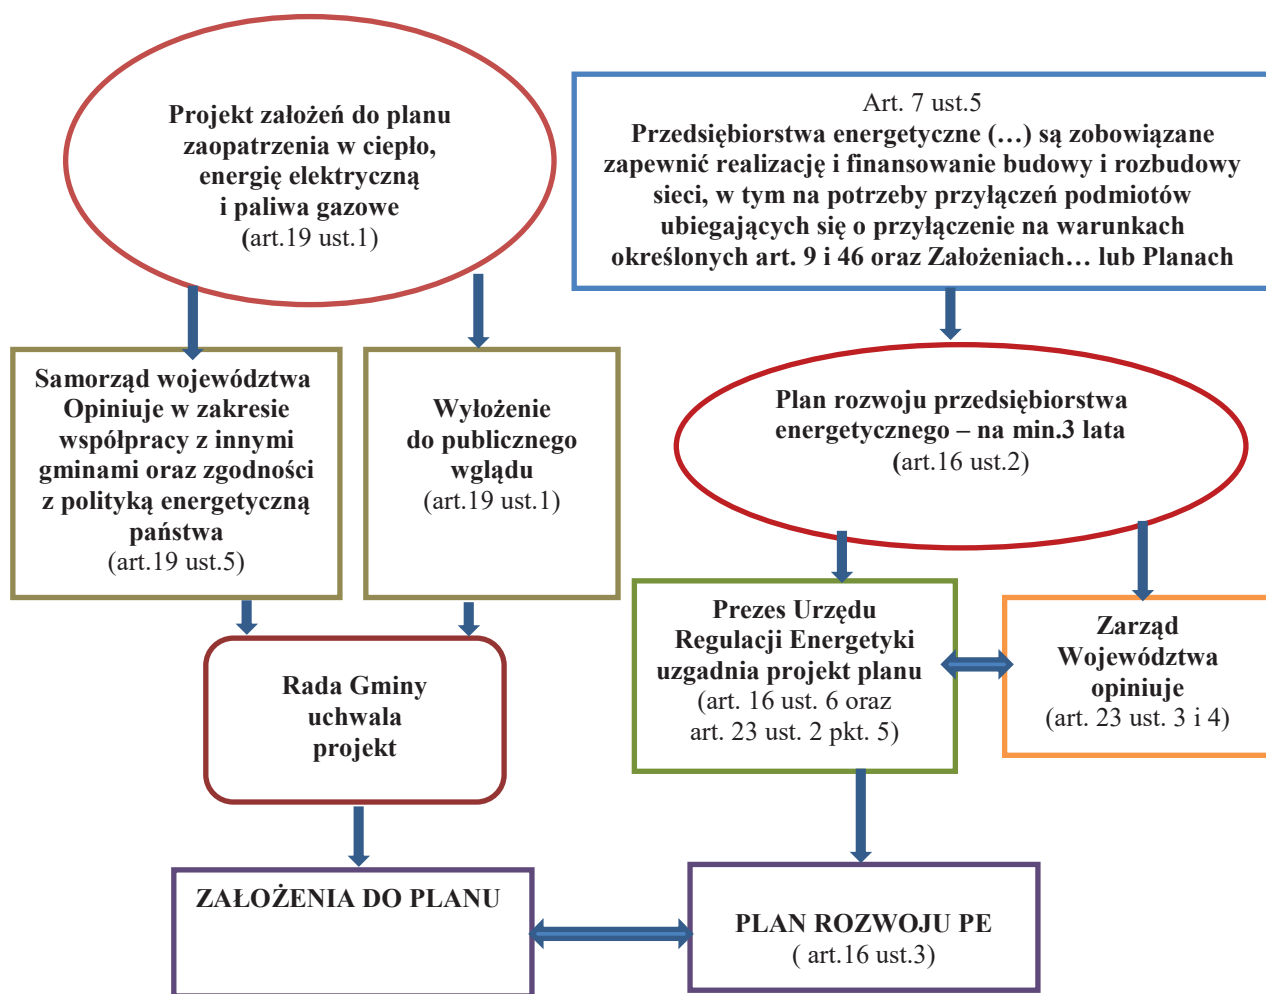 Projekt założeń do planu
zaopatrzenia w ciepło,
energię elektryczną
i paliwa gazowe
(art.19 ust.1)
Art. 7 ust.5
Przedsiębiorstwa energetyczne (…) są zobowiązane
zapewnić realizację i finansowanie budowy i rozbudowy
sieci, w tym na potrzeby przyłączeń podmiotów
ubiegających się o przyłączenie na warunkach
określonych art. 9 i 46 oraz Założeniach… lub Planach
Samorząd województwa
Opiniuje w zakresie
współpracy z innymi
gminami oraz zgodności
z polityką energetyczną
państwa
(art.19 ust.5)
Wyłożenie
do publicznego
wglądu
(art.19 ust.1)
Plan rozwoju przedsiębiorstwa
energetycznego – na min.3 lata
(art.16 ust.2)
Prezes Urzędu
Regulacji Energetyki
uzgadnia projekt planu
(art. 16 ust. 6 oraz
art. 23 ust. 2 pkt. 5)
Zarząd
Województwa
opiniuje
(art. 23 ust. 3 i 4)
Rada Gminy
uchwala
projekt
ZAŁOŻENIA DO PLANU
PLAN ROZWOJU PE
( art.16 ust.3)